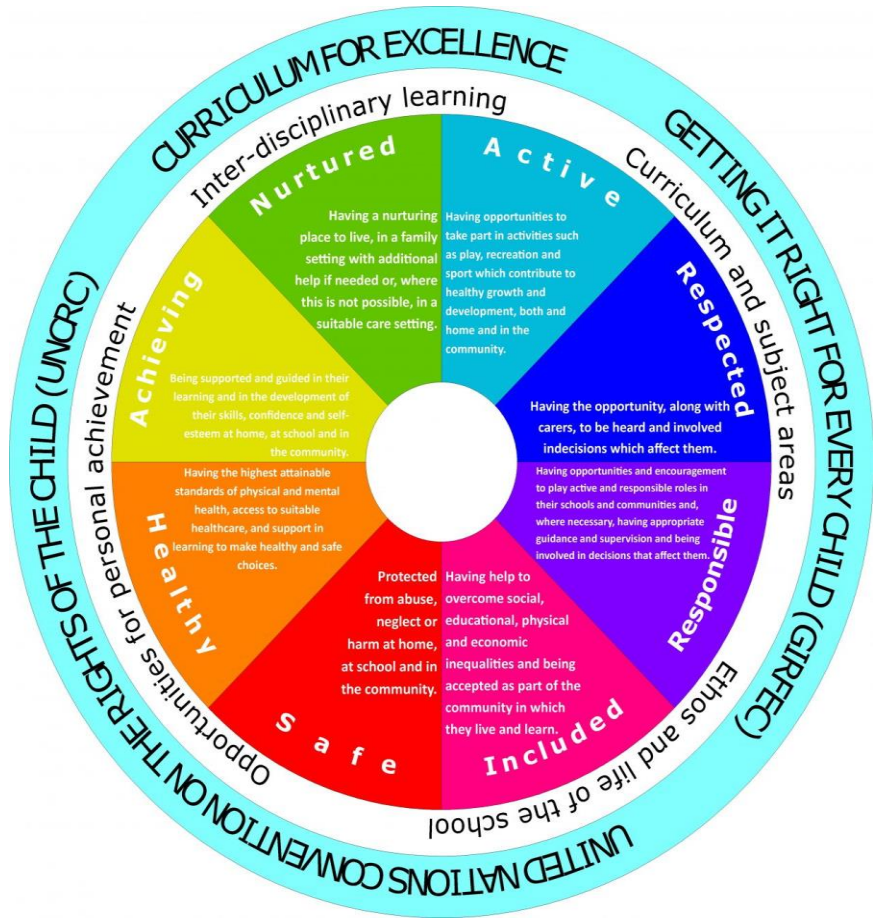 CURRICULUM FOR EXCELLENCE
GETTING IT RIGHT FOR EVERY CHILD (GIRFEC)
UNITED NATIONS CONVENTION ON THE RIGHTS OF THE CHILD (UNCRC)
Inter-disciplinary learning
Curriculum and subject areas
Ethos and life of the school
Opportunities for personal achievement
Nurtured
Having a nurturing
place to live, in a family
setting with additional
help if needed or, where
this is not possible, in a
suitable care setting.
Active
Having opportunities to
take part in activities such
as play, recreation and
sport which contribute to
healthy growth and
development, both and
home and in the
community.
Respected
Having the opportunity, along with
carers, to be heard and involved
indecisions which affect them.
Responsible
Having opportunities and encouragement
to play active and responsible roles in
their schools and communities and,
where necessary, having appropriate
guidance and supervision and being
involved in decisions that affect them.
Included
Having help to
overcome social,
educational, physical
and economic
inequalities and being
accepted as part of the
community in which
they live and learn.
Safe
Protected
from abuse,
neglect or
harm at home,
at school and in
the community.
Healthy
Having the highest attainable
standards of physical and mental
health, access to suitable
healthcare, and support in
learning to make healthy and safe
choices.
Achieving
Being supported and guided in their
learning and in the development of
their skills, confidence and self-
esteem at home, at school and in
the community.